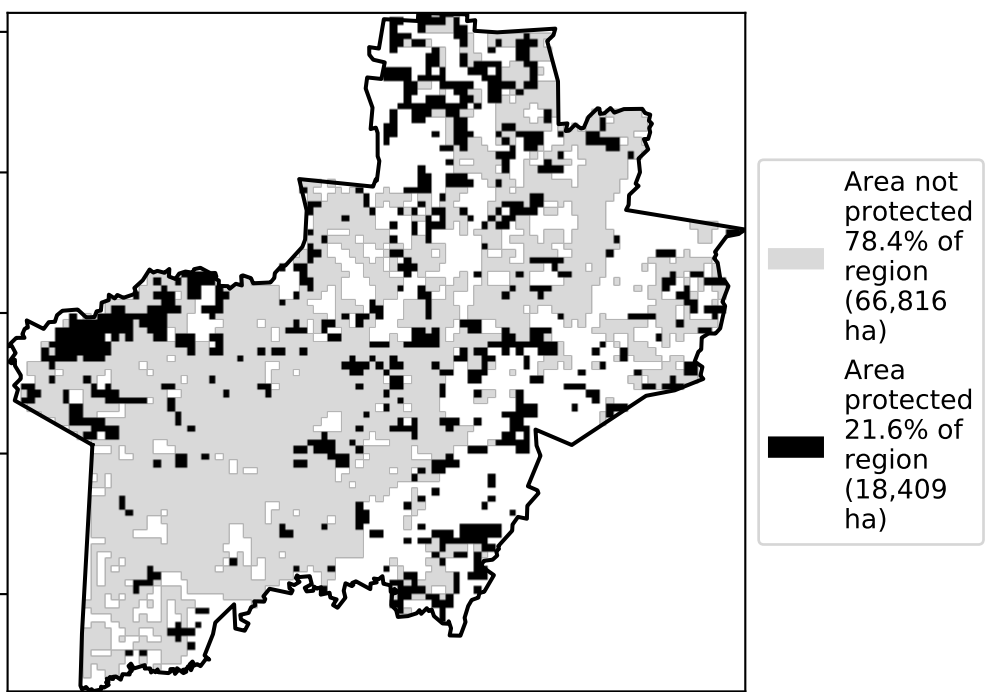 Area not
protected
78.4% of
region
(66,816
ha)
Area
protected
21.6% of
region
(18,409
ha)